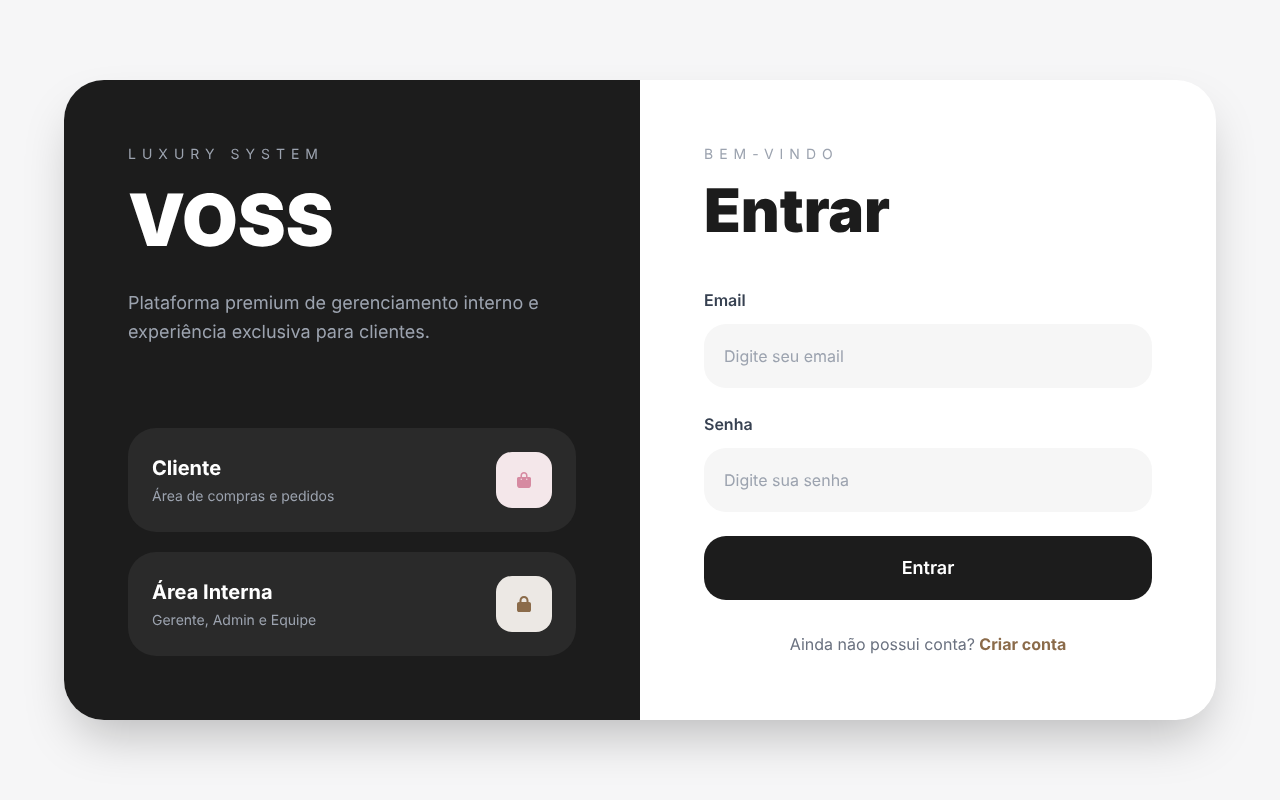 LUXURY SYSTEM
VOSS
Plataforma premium de gerenciamento interno e
experiência exclusiva para clientes.
Cliente
Área de compras e pedidos
Área Interna
Gerente, Admin e Equipe
BEM-VINDO
Entrar
Email
Digite seu email
Senha
Digite sua senha
Entrar
Ainda não possui conta? Criar conta